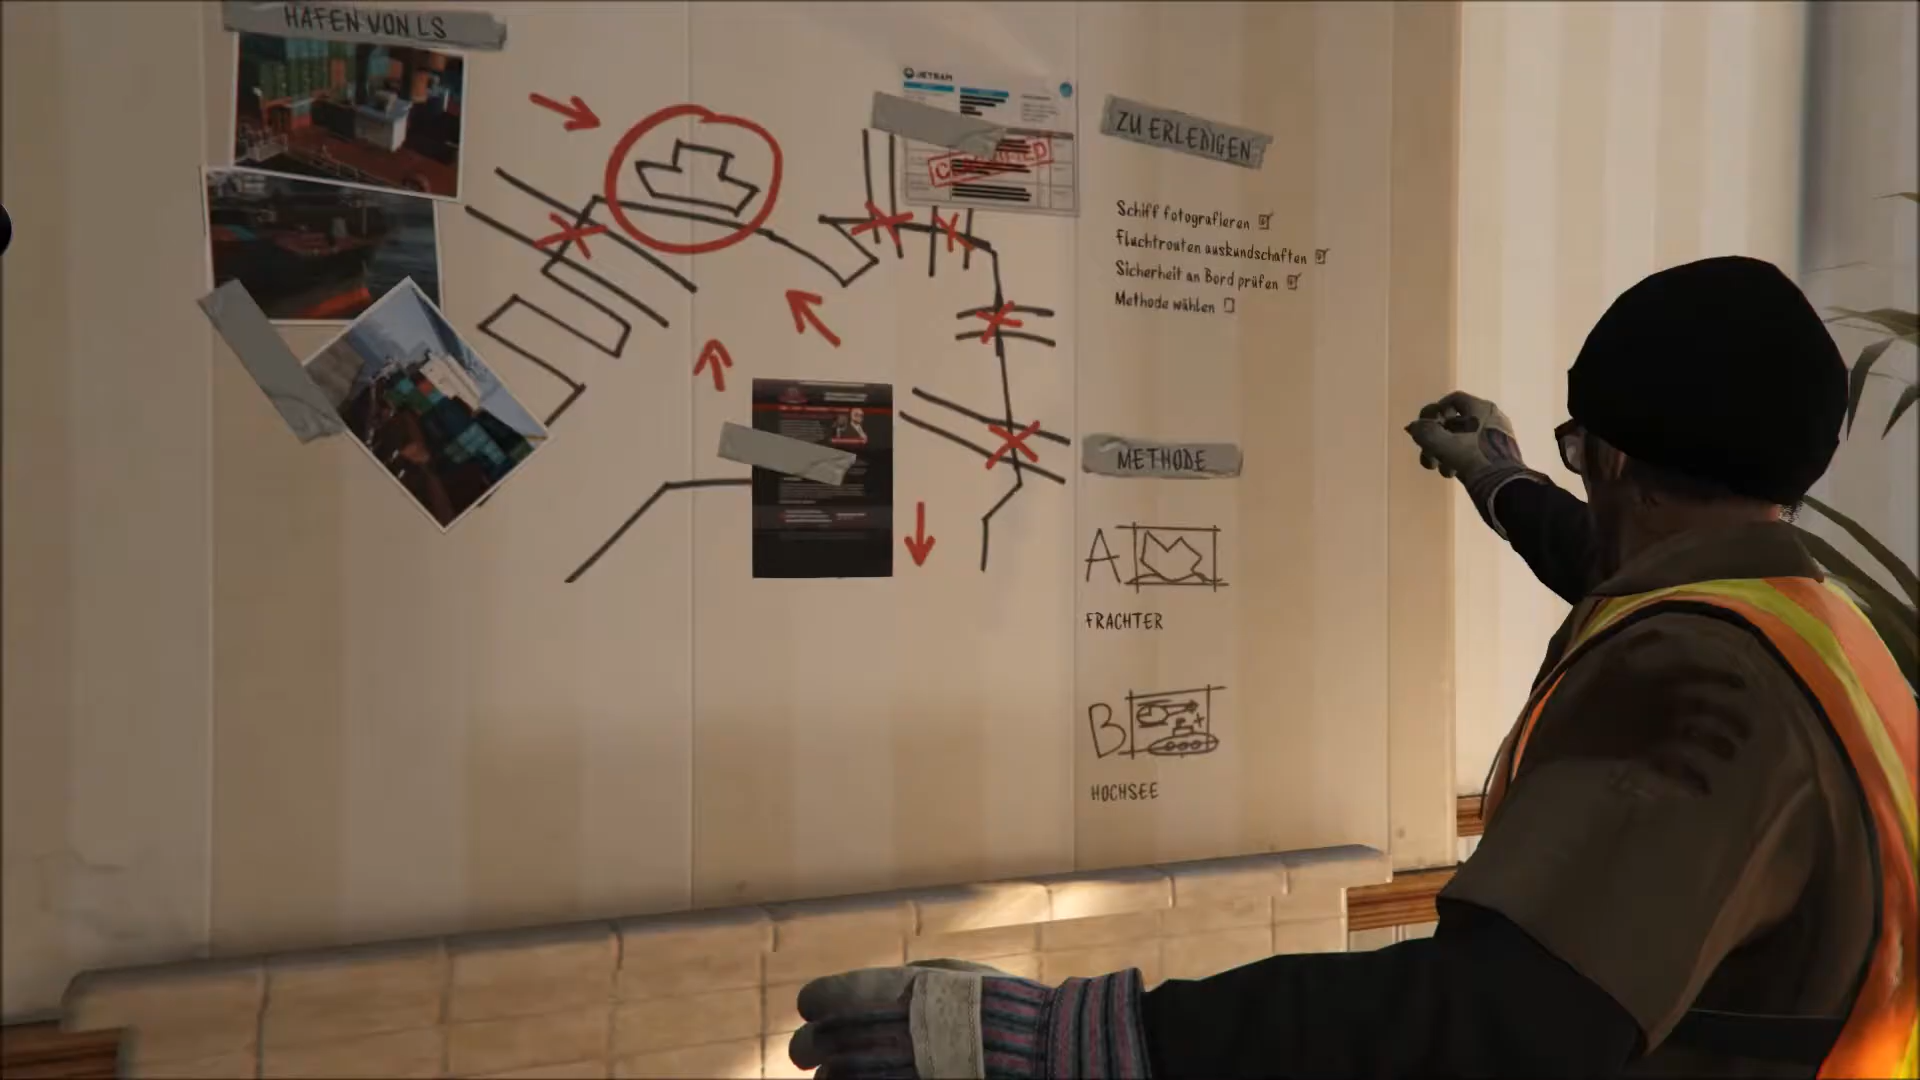 HAFEN VON LS
JETSAM
ZU ERLEDIGEN
Schiff fotografieren
Fluchtrouten auskundschaften
Sicherheit an Bord prüfen
Methode wählen
METHODE
A
FRACHTER
B
HOCHSEE